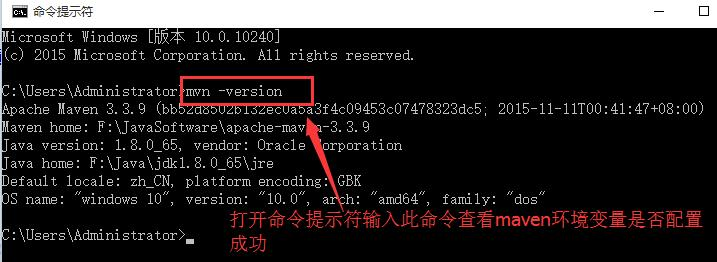 命令提示符
Microsoft Windows [版本 10.0.10240]
(c) 2015 Microsoft Corporation. All rights reserved.
C:\Users\Administrator>mvn -version
Apache Maven 3.3.9 (bb52d8502b132ec0a5a3f4c09453c07478323dc5; 2015-11-11T00:41:47+08:00)
Maven home: F:\JavaSoftware\apache-maven-3.3.9
Java version: 1.8.0_65, vendor: Oracle Corporation
Java home: F:\Java\jdk1.8.0_65\jre
Default locale: zh_CN, platform encoding: GBK
OS name: "windows 10", version: "10.0", arch: "amd64", family: "dos"
打开命令提示符输入此命令查看maven环境变量是否配置
成功
C:\Users\Administrator>